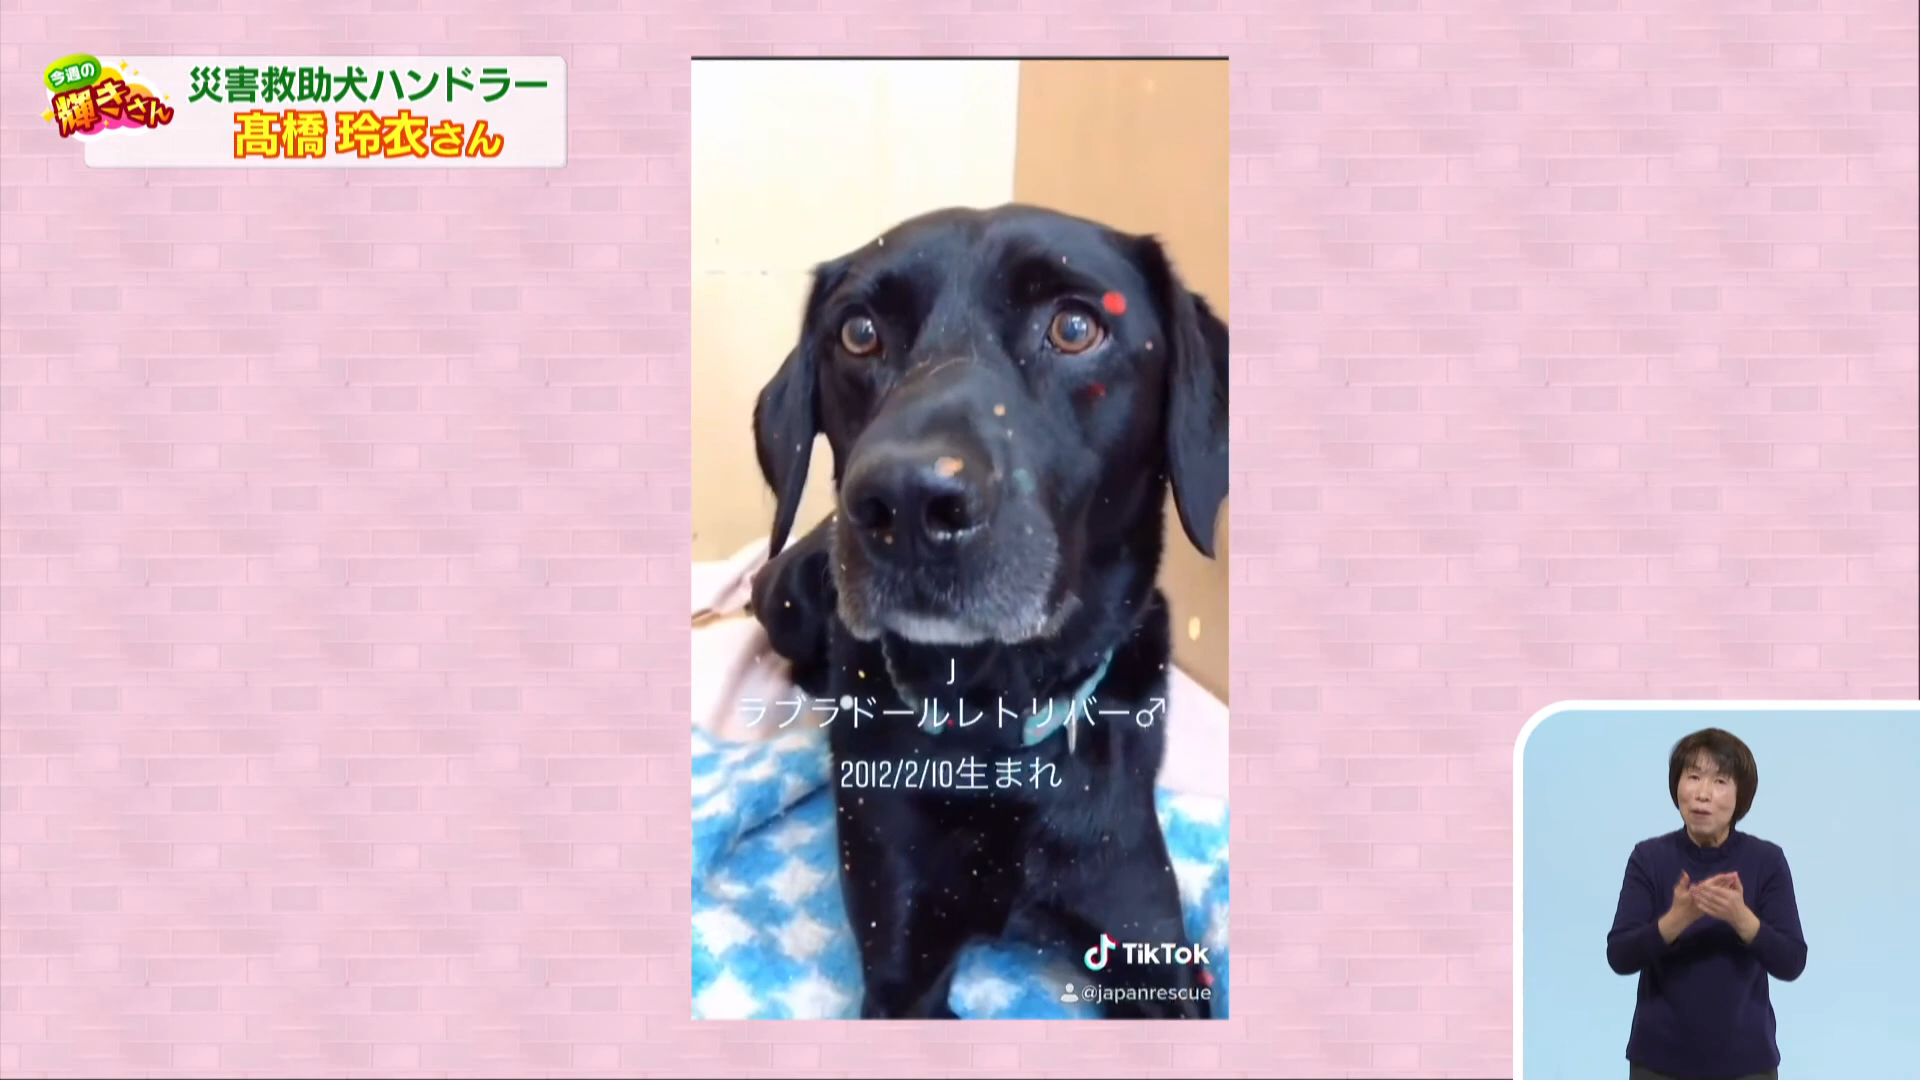 今週の
輝きさん
災害救助犬ハンドラー
髙橋 玲衣さん
J
ラブラドールレトリバー♂
2012/2/10生まれ
TikTok
@japanrescue